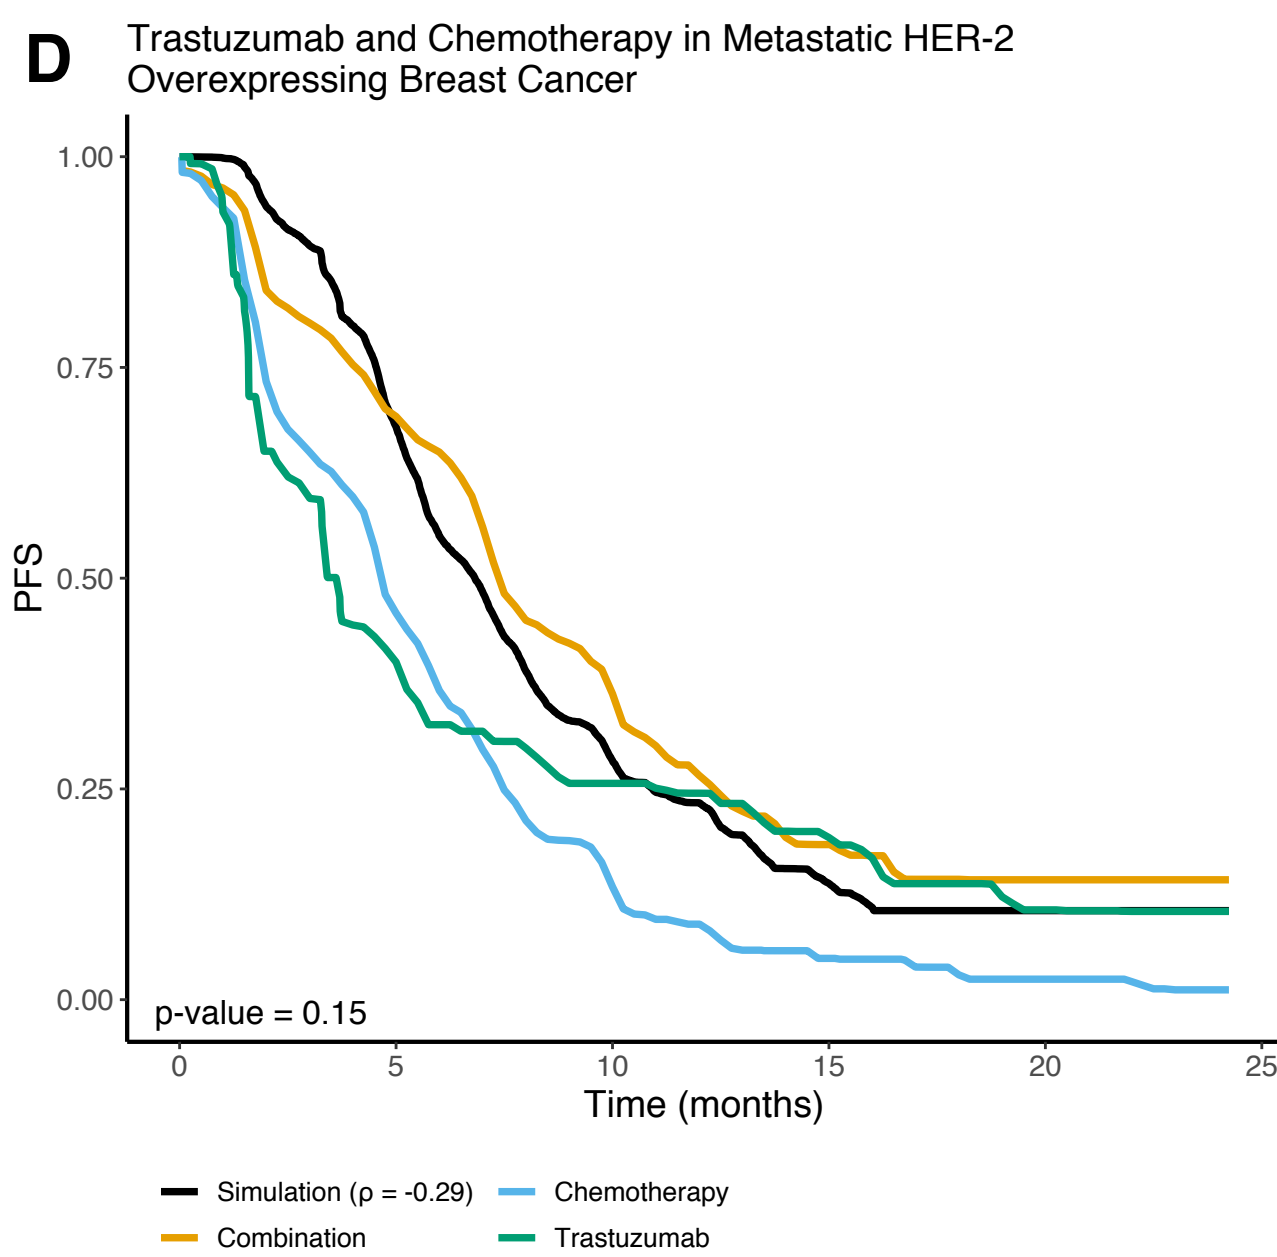 D
Trastuzumab and Chemotherapy in Metastatic HER-2
Overexpressing Breast Cancer
PFS
1.00
0.75
0.50
0.25
0.00
p-value = 0.15
0 5 10 15 20 25
Time (months)
Simulation (ρ = -0.29) Chemotherapy
Combination Trastuzumab